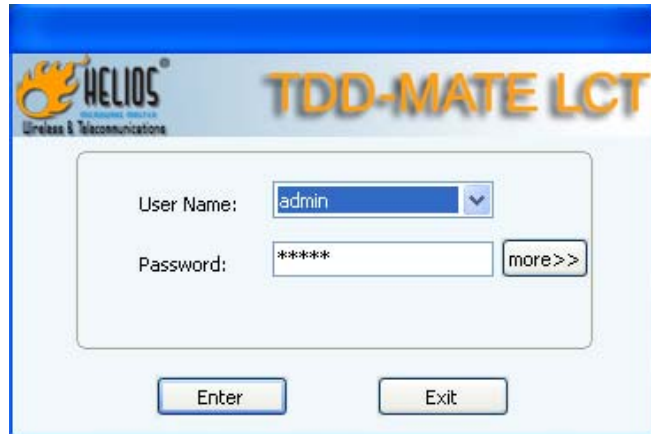 HELIOS®
Wireless & Telecommunications
TDD-MATE LCT
User Name: admin
Password: ***** more>>
Enter Exit